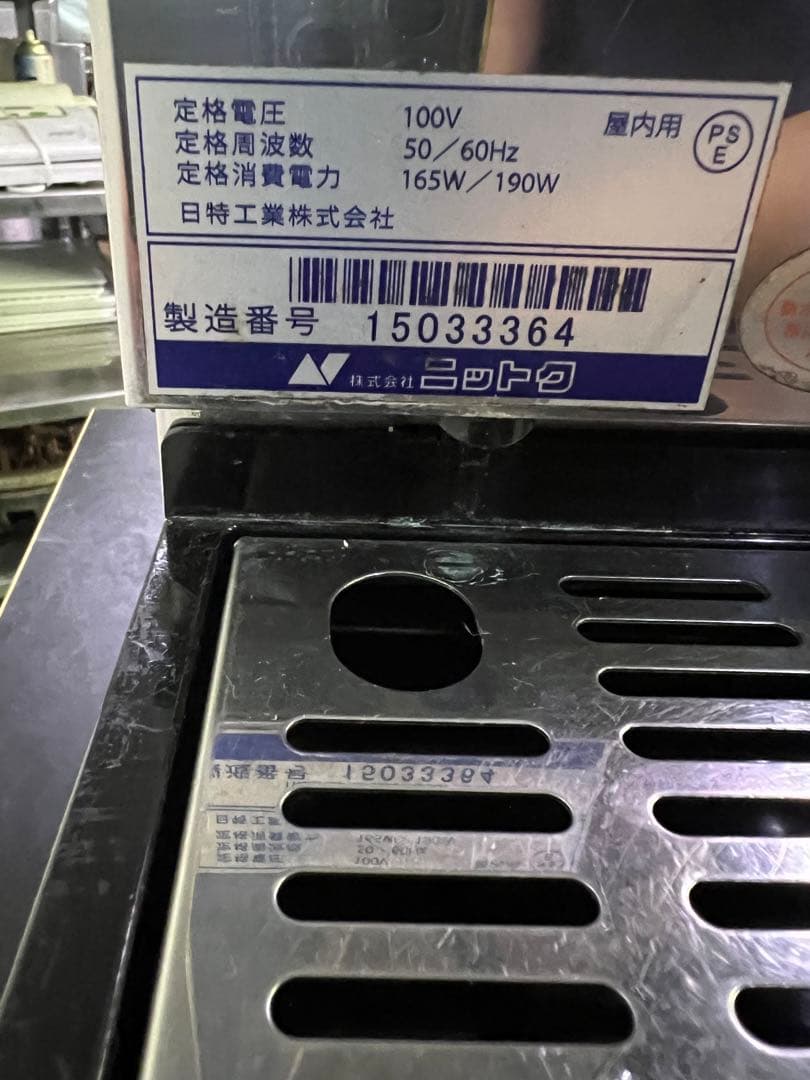 定格電圧 100V 屋内用 PSE
定格周波数 50／60Hz
定格消費電力 165W／190W
日特工業株式会社
製造番号 15033364
株式会社 ニットク